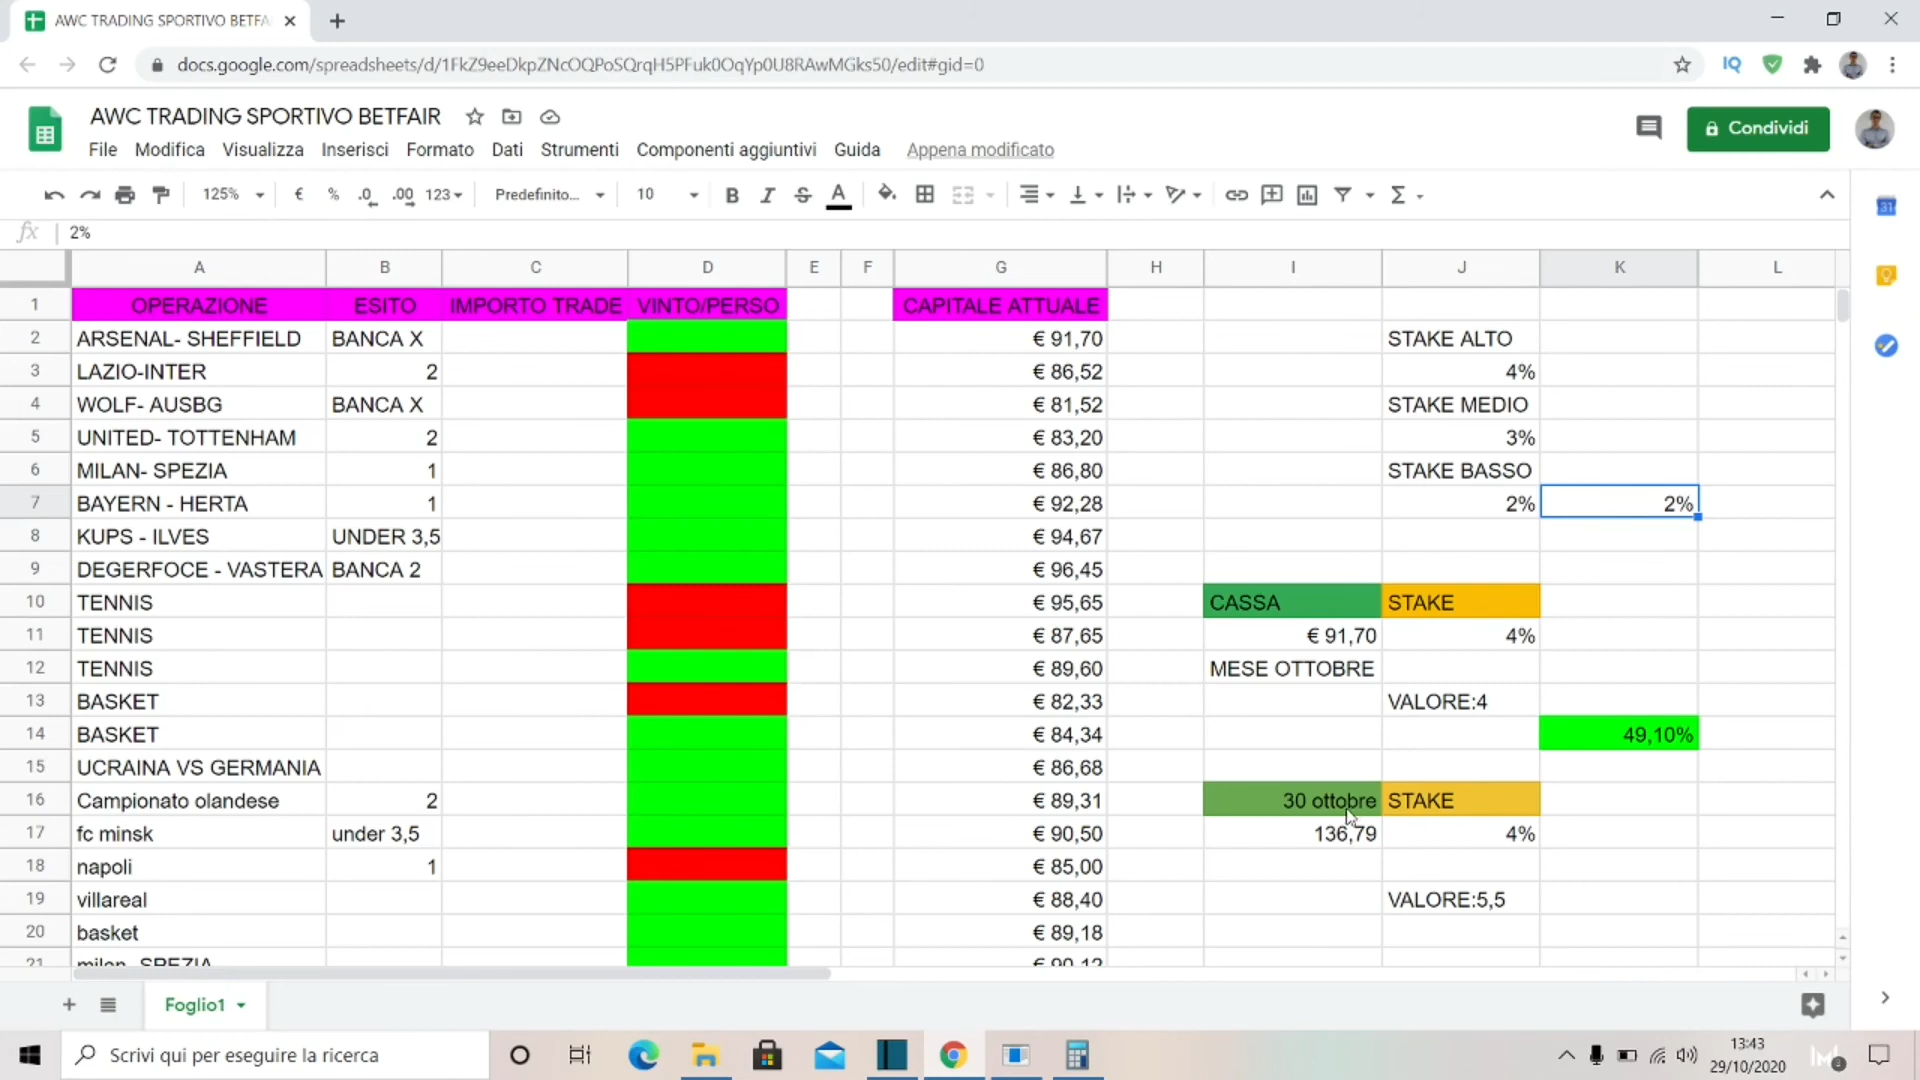 AWC TRADING SPORTIVO BETFA
docs.google.com/spreadsheets/d/1FkZ9eeDkpZNcOQPoSQrqH5PFuk0OqYp0U8RAwMGks50/edit#gid=0
IQ
AWC TRADING SPORTIVO BETFAIR
File Modifica Visualizza Inserisci Formato Dati Strumenti Componenti aggiuntivi Guida Appena modificato
Condividi
125% € % .0 .00 123 Predefinito... 10 B I S A
31
fx 2%
A B C D E F G H I J K L
1 OPERAZIONE ESITO IMPORTO TRADE VINTO/PERSO CAPITALE ATTUALE
2 ARSENAL- SHEFFIELD BANCA X € 91,70 STAKE ALTO
3 LAZIO-INTER 2 € 86,52 4%
4 WOLF- AUSBG BANCA X € 81,52 STAKE MEDIO
5 UNITED- TOTTENHAM 2 € 83,20 3%
6 MILAN- SPEZIA 1 € 86,80 STAKE BASSO
7 BAYERN - HERTA 1 € 92,28 2% 2%
8 KUPS - ILVES UNDER 3,5 € 94,67
9 DEGERFOCE - VASTERA BANCA 2 € 96,45
10 TENNIS € 95,65 CASSA STAKE
11 TENNIS € 87,65 € 91,70 4%
12 TENNIS € 89,60 MESE OTTOBRE
13 BASKET € 82,33 VALORE:4
14 BASKET € 84,34 49,10%
15 UCRAINA VS GERMANIA € 86,68
16 Campionato olandese 2 € 89,31 30 ottobre STAKE
17 fc minsk under 3,5 € 90,50 136,79 4%
18 napoli 1 € 85,00
19 villareal € 88,40 VALORE:5,5
20 basket € 89,18
21 milan- SPEZIA € 90,12
Foglio1
Scrivi qui per eseguire la ricerca
13:43
29/10/2020